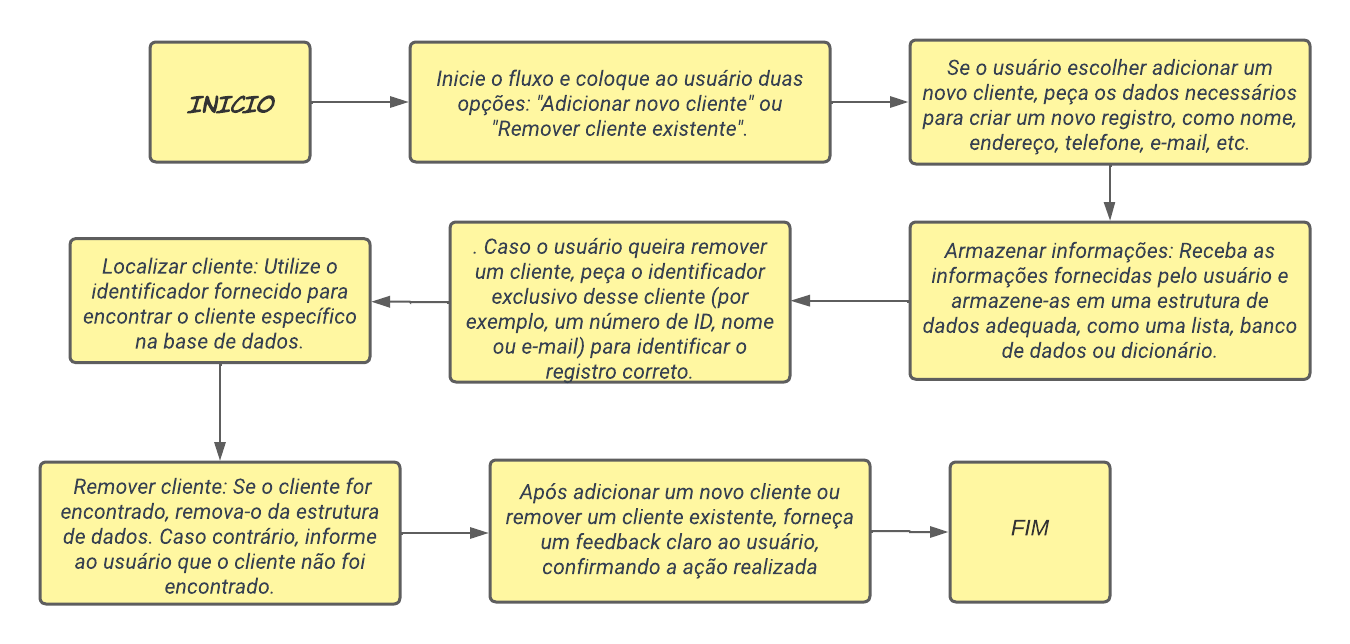 INICIO
Inicie o fluxo e coloque ao usuário duas
opções: "Adicionar novo cliente" ou
"Remover cliente existente".
Se o usuário escolher adicionar um
novo cliente, peça os dados necessários
para criar um novo registro, como nome,
endereço, telefone, e-mail, etc.
Armazenar informações: Receba as
informações fornecidas pelo usuário e
armazene-as em uma estrutura de
dados adequada, como uma lista, banco
de dados ou dicionário.
. Caso o usuário queira remover
um cliente, peça o identificador
exclusivo desse cliente (por
exemplo, um número de ID, nome
ou e-mail) para identificar o
registro correto.
Localizar cliente: Utilize o
identificador fornecido para
encontrar o cliente específico
na base de dados.
Remover cliente: Se o cliente for
encontrado, remova-o da estrutura
de dados. Caso contrário, informe
ao usuário que o cliente não foi
encontrado.
Após adicionar um novo cliente ou
remover um cliente existente, forneça
um feedback claro ao usuário,
confirmando a ação realizada
FIM